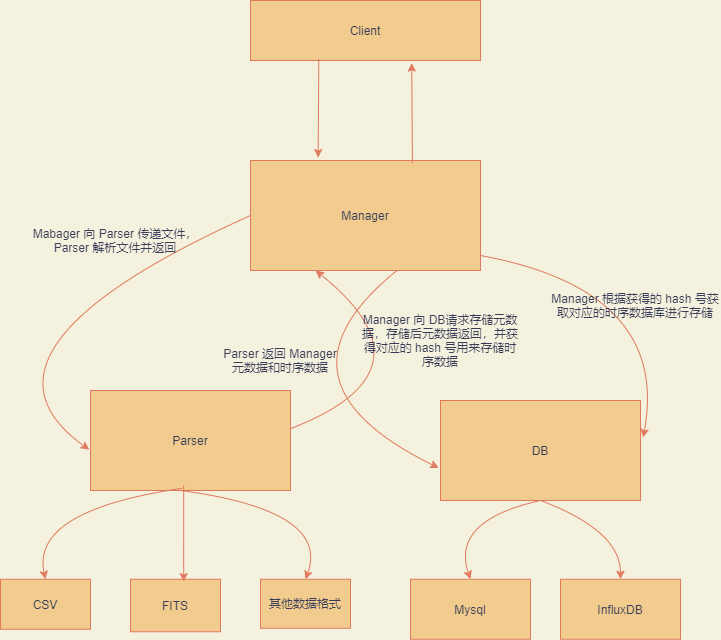 Client
Manager
Mabager 向 Parser 传递文件，
Parser 解析文件并返回
Manager 根据获得的 hash 号获
取对应的时序数据库进行存储
Manager 向 DB请求存储元数
据，存储后元数据返回，并获
得对应的 hash 号用来存储时
序数据
Parser 返回 Manager
元数据和时序数据
Parser
DB
CSV
FITS
其他数据格式
Mysql
InfluxDB